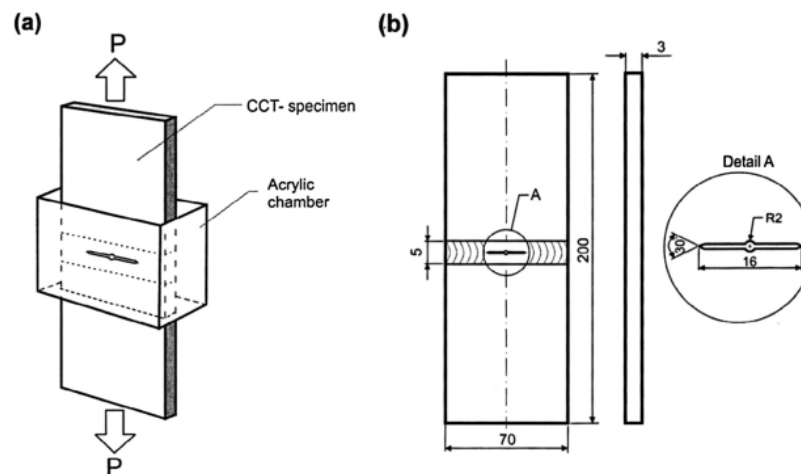 (a)
P
CCT- specimen
Acrylic
chamber
P
(b)
3
A
5
200
70
Detail A
R2
30
16